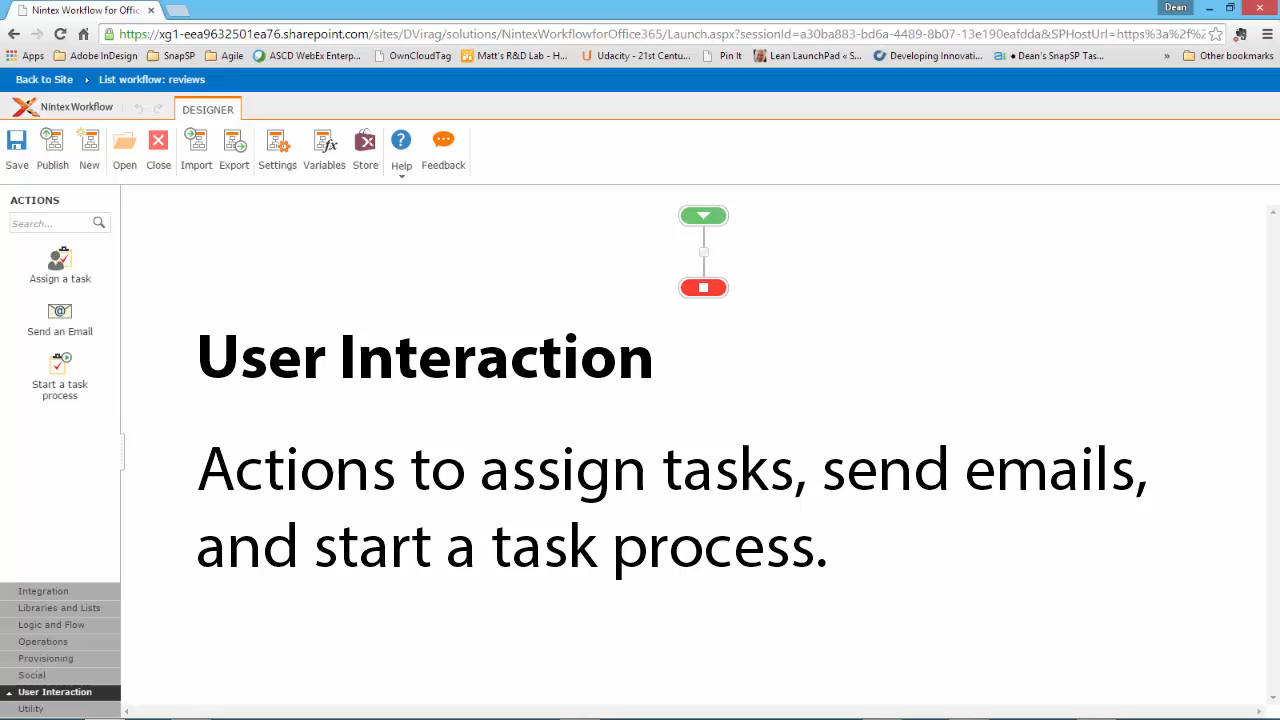 Nintex Workflow for Offic
Dean
https://xg1-eea9632501ea76.sharepoint.com/sites/DVirag/solutions/NintexWorkflowforOffice365/Launch.aspx?sessionId=a30ba883-bd6a-4489-8b07-13e190eafdda&SPHostUrl=https%3a%2f%2
Apps Adobe InDesign SnapSP Agile ASCD WebEx Enterp... OwnCloudTag Matt's R&D Lab - H... Udacity - 21st Centu... Pin It Lean LaunchPad « S... Developing Innovati... • Dean's SnapSP Tas... » Other bookmarks
Back to Site List workflow: reviews
Nintex Workflow DESIGNER
Save Publish New Open Close Import Export Settings Variables Store Help Feedback
ACTIONS
Search...
Assign a task
Send an Email
Start a task
process
User Interaction
Actions to assign tasks, send emails,
and start a task process.
Integration
Libraries and Lists
Logic and Flow
Operations
Provisioning
Social
User Interaction
Utility